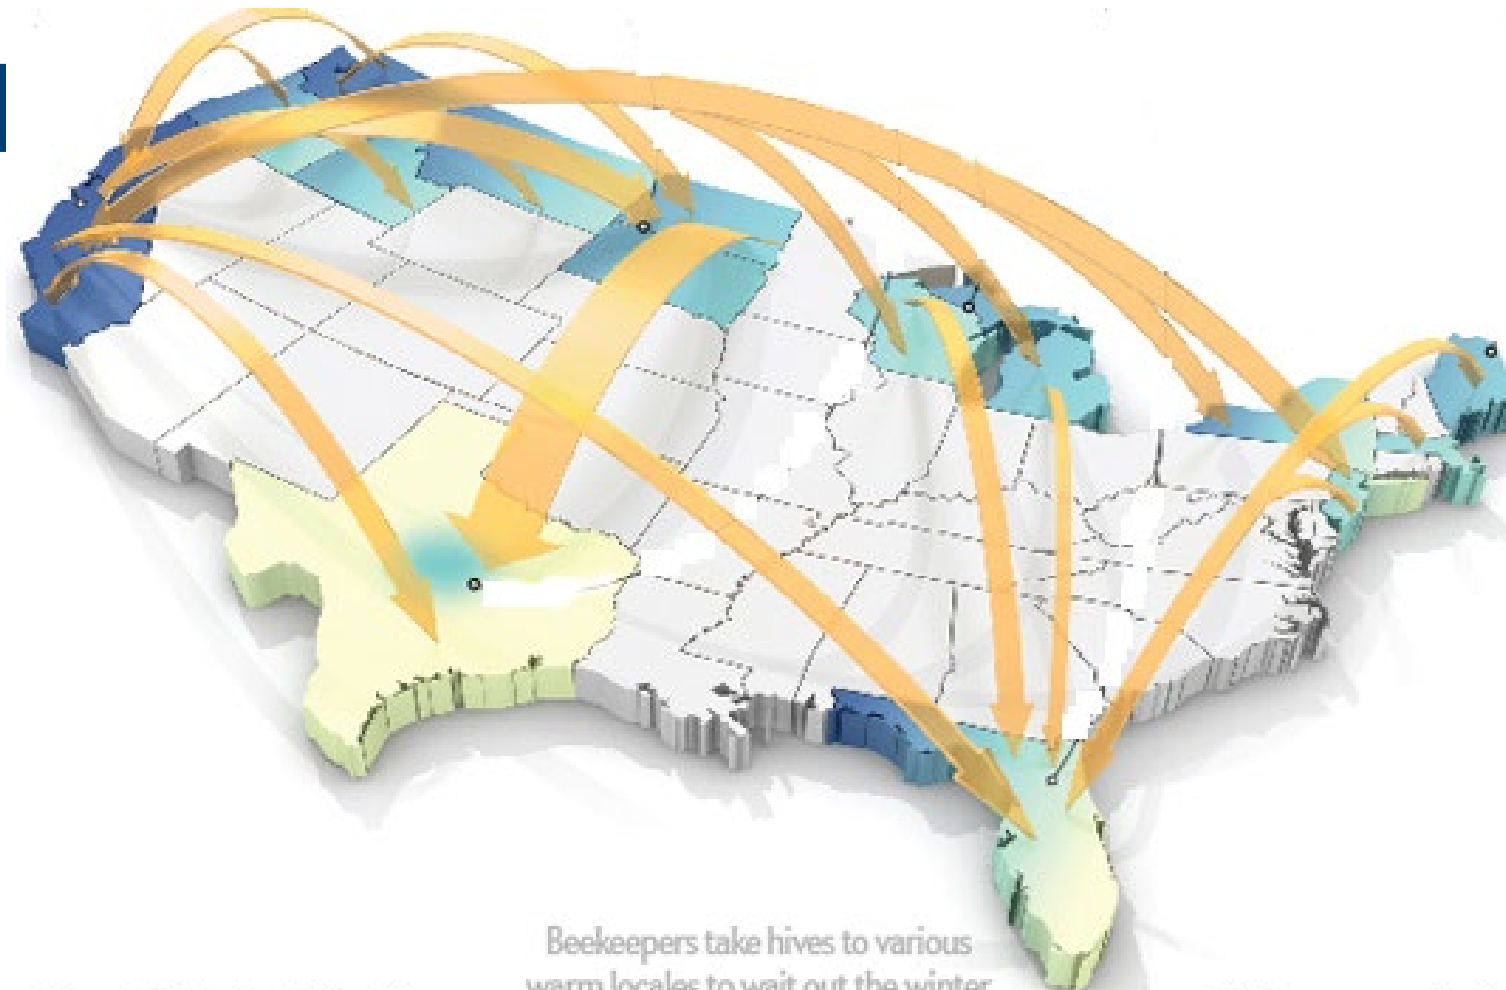 Beekeepers take hives to various
warm locales to wait out the winter